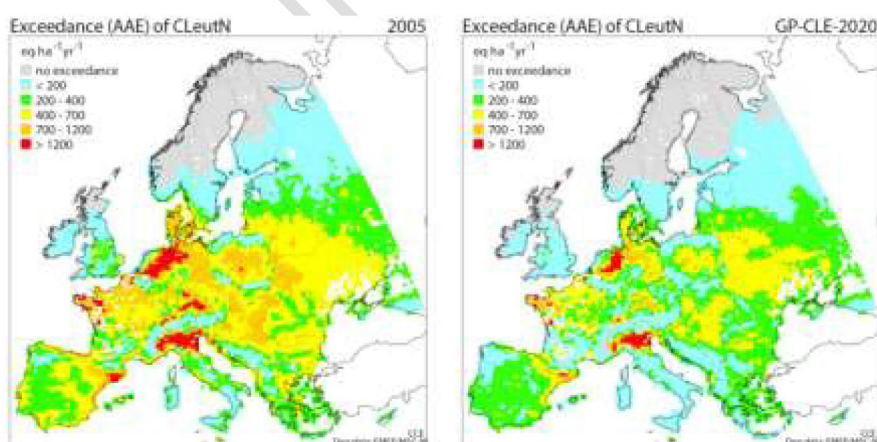 Exceedance (AAE) of CLeutN 2005
eq ha⁻¹yr⁻¹
no exceedance
< 200
200 - 400
400 - 700
700 - 1200
> 1200
CCE
Exceedance (AAE) of CLeutN GP-CLE-2020
eq ha⁻¹yr⁻¹
no exceedance
< 200
200 - 400
400 - 700
700 - 1200
> 1200